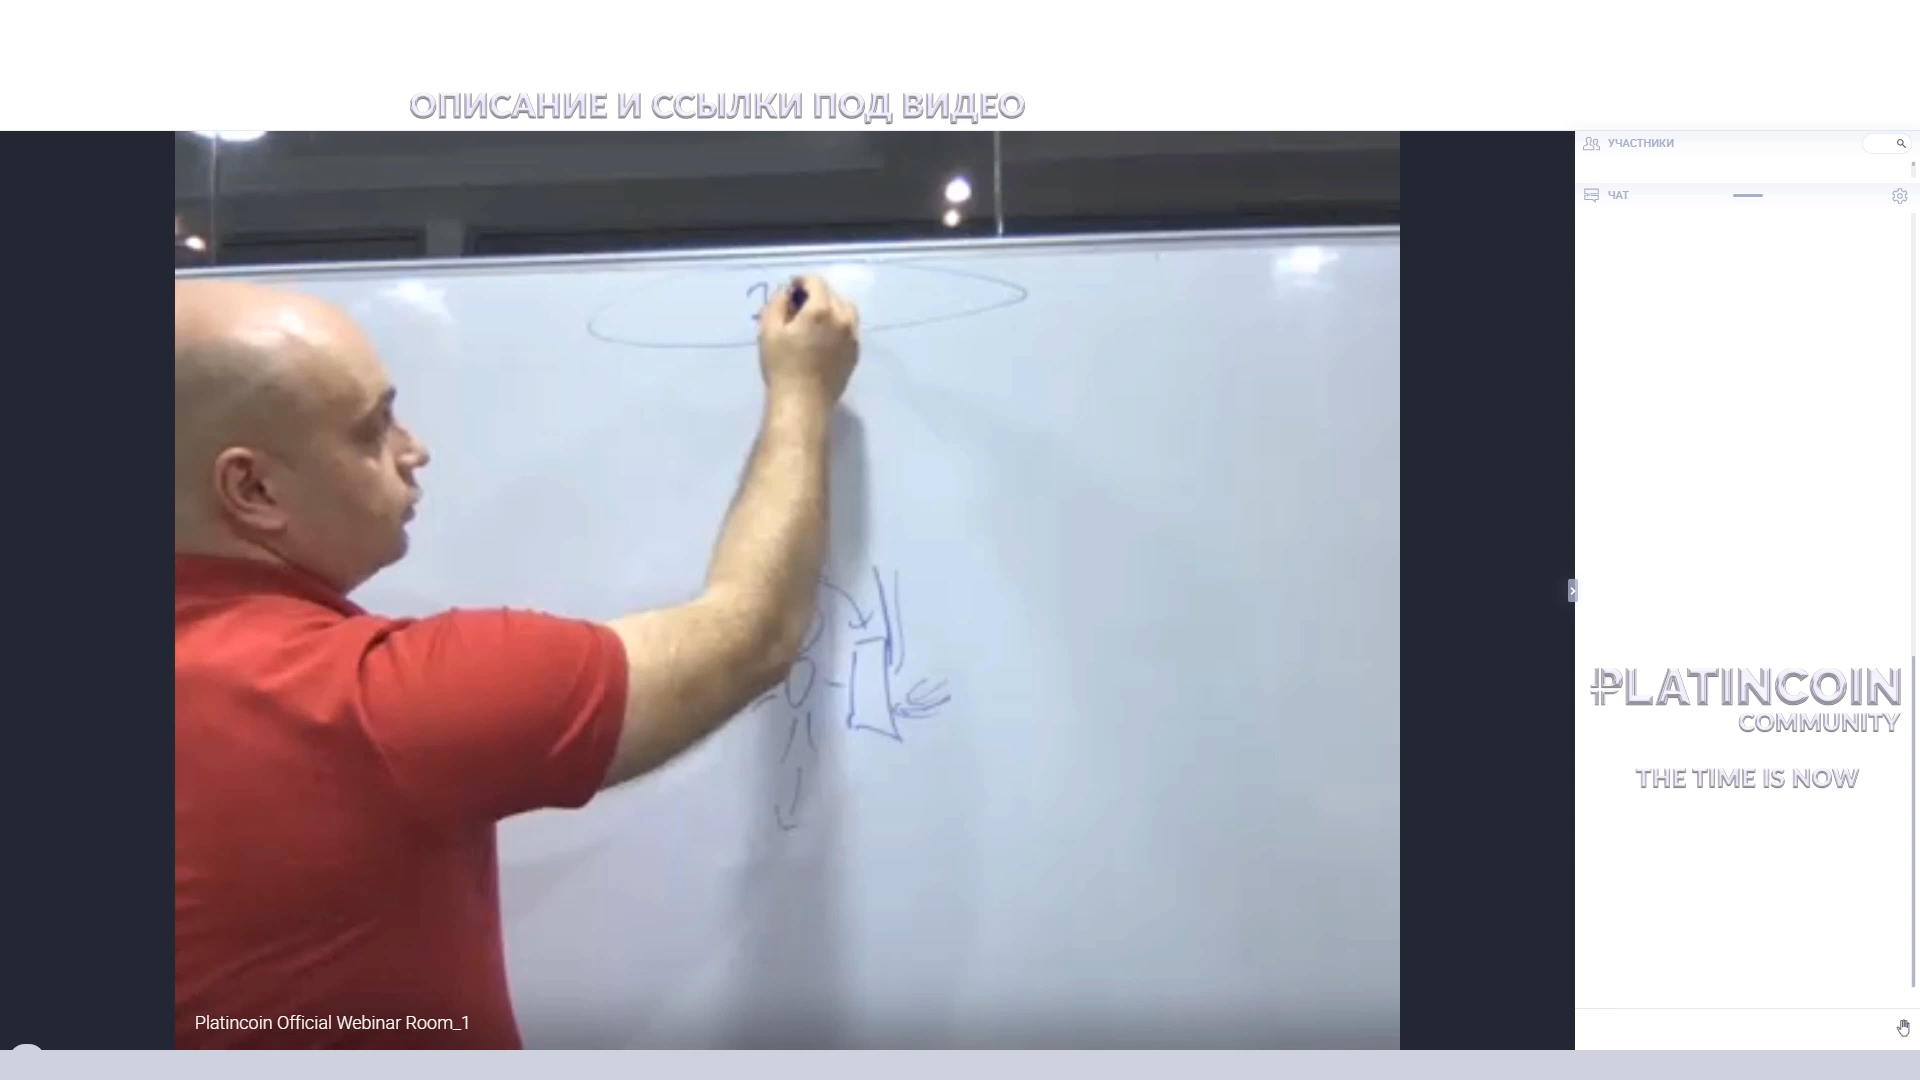 ОПИСАНИЕ И ССЫЛКИ ПОД ВИДЕО
УЧАСТНИКИ
ЧАТ
PLATINCOIN
COMMUNITY
THE TIME IS NOW
Platincoin Official Webinar Room_1